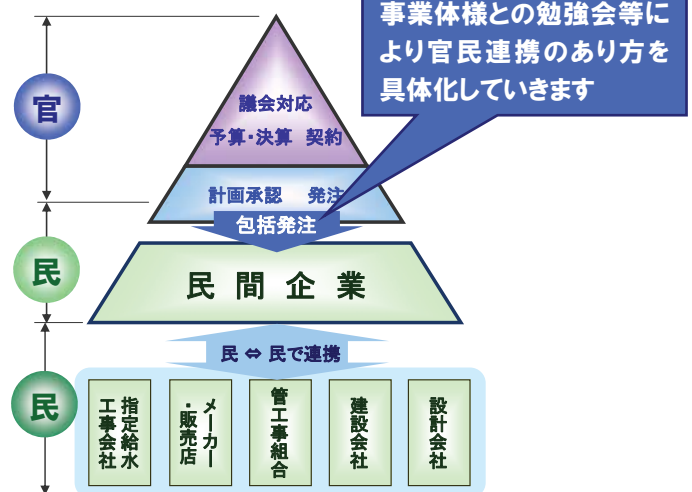 事業体様との勉強会等に
より官民連携のあり方を
具体化していきます
官
議会対応
予算・決算 契約
計画承認 発注
包括発注
民
民間企業
民 ⇔ 民で連携
民
指定給水
工事会社
メーカー
・販売店
管工事組合
建設会社
設計会社